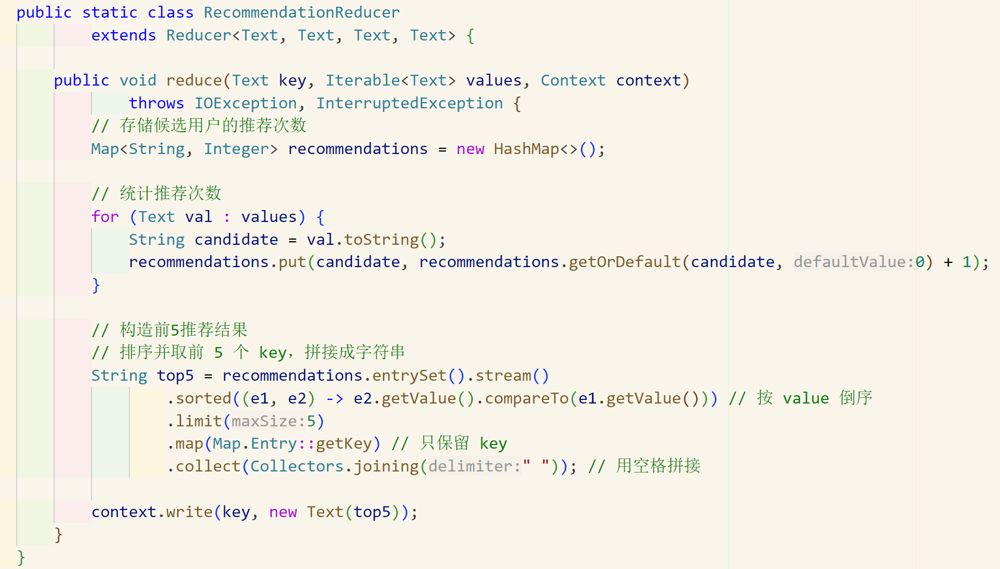 public static class RecommendationReducer
extends Reducer<Text, Text, Text, Text> {
public void reduce(Text key, Iterable<Text> values, Context context)
throws IOException, InterruptedException {
// 存储候选用户的推荐次数
Map<String, Integer> recommendations = new HashMap<>();
// 统计推荐次数
for (Text val : values) {
String candidate = val.toString();
recommendations.put(candidate, recommendations.getOrDefault(candidate, defaultValue:0) + 1);
}
// 构造前5推荐结果
// 排序并取前 5 个 key，拼接成字符串
String top5 = recommendations.entrySet().stream()
.sorted((e1, e2) -> e2.getValue().compareTo(e1.getValue())) // 按 value 倒序
.limit(maxSize:5)
.map(Map.Entry::getKey) // 只保留 key
.collect(Collectors.joining(delimiter:" ")); // 用空格拼接
context.write(key, new Text(top5));
}
}